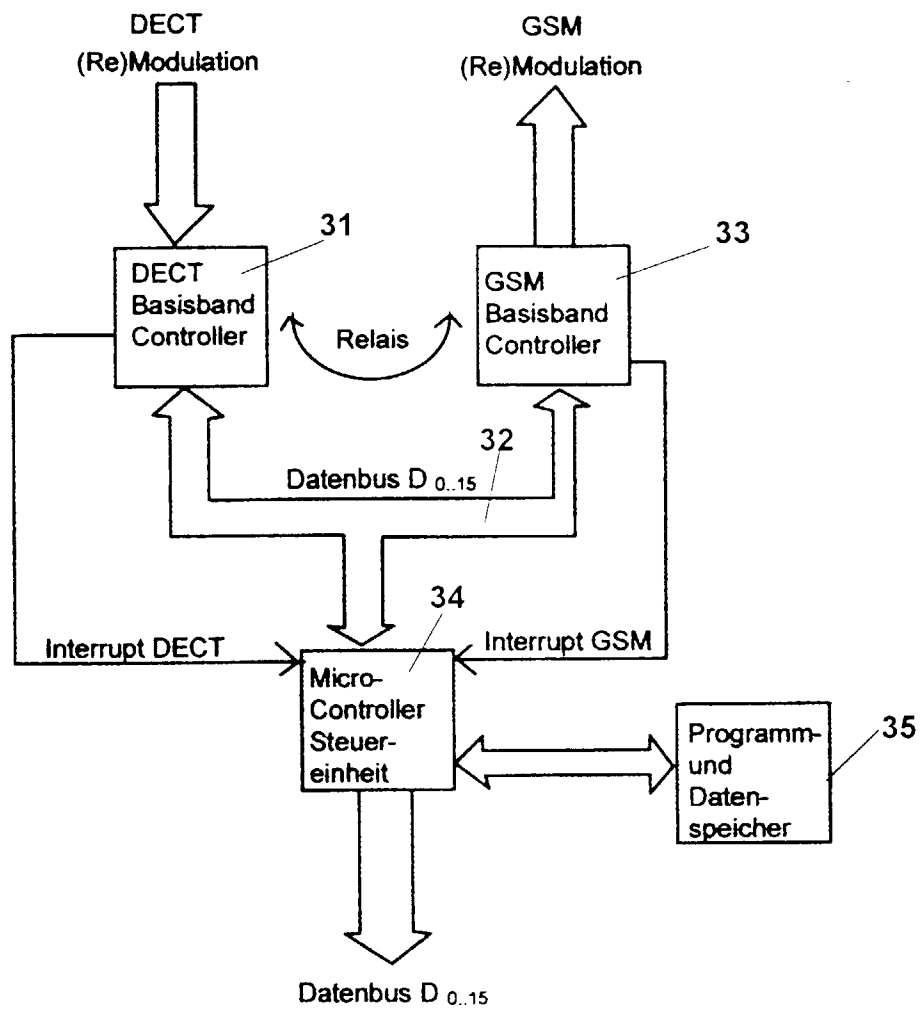 DECT
(Re)Modulation
GSM
(Re)Modulation
31
33
DECT
Basisband
Controller
GSM
Basisband
Controller
Relais
32
Datenbus D 0..15
34
Interrupt DECT
Interrupt GSM
Micro-
Controller
Steuer-
einheit
35
Programm-
und
Daten-
speicher
Datenbus D 0..15